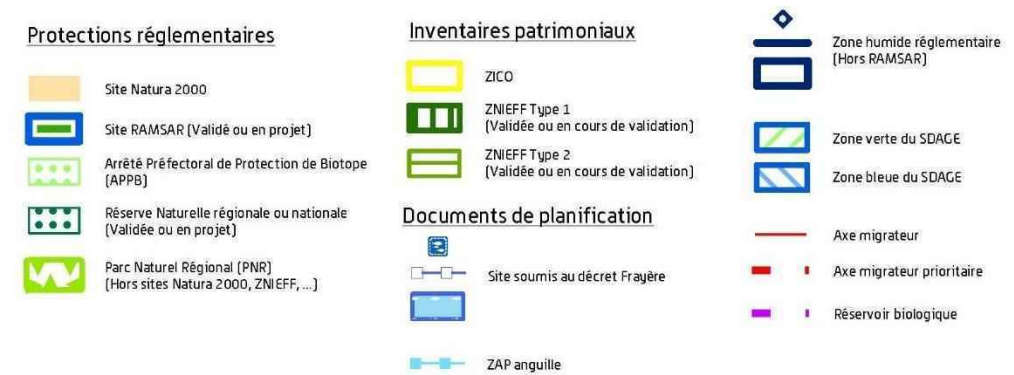 Protections réglementaires
Site Natura 2000
Site RAMSAR (Validé ou en projet)
Arrêté Préfectoral de Protection de Biotope
(APPB)
Réserve Naturelle régionale ou nationale
(Validée ou en projet)
Parc Naturel Régional (PNR)
(Hors sites Natura 2000, ZNIEFF, ...)
Inventaires patrimoniaux
ZICO
ZNIEFF Type 1
(Validée ou en cours de validation)
ZNIEFF Type 2
(Validée ou en cours de validation)
Documents de planification
Site soumis au décret Frayère
ZAP anguille
Zone humide réglementaire
(Hors RAMSAR)
Zone verte du SDAGE
Zone bleue du SDAGE
Axe migrateur
Axe migrateur prioritaire
Réservoir biologique